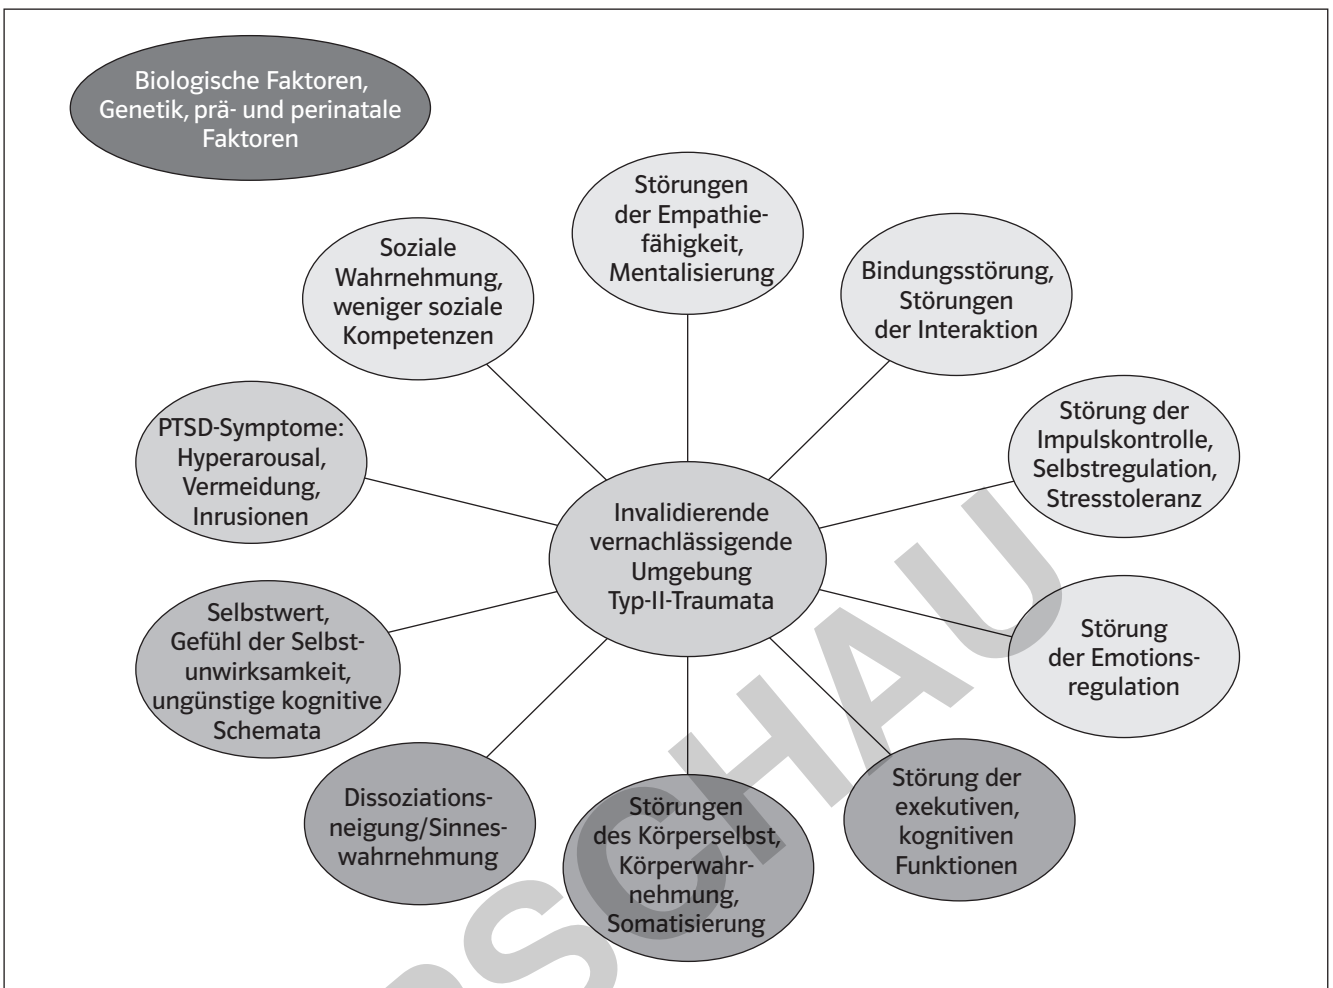 Biologische Faktoren,
Genetik, prä- und perinatale
Faktoren
Störungen
der Empathie-
fähigkeit,
Mentalisierung
Soziale
Wahrnehmung,
weniger soziale
Kompetenzen
Bindungsstörung,
Störungen
der Interaktion
PTSD-Symptome:
Hyperarousal,
Vermeidung,
Inrusionen
Störung der
Impulskontrolle,
Selbstregulation,
Stresstoleranz
Invalidierende
vernachlässigende
Umgebung
Typ-II-Traumata
Selbstwert,
Gefühl der Selbst-
unwirksamkeit,
ungünstige kognitive
Schemata
Störung
der Emotions-
regulation
Dissoziations-
neigung/Sinnes-
wahrnehmung
Störungen
des Körperselbst,
Körperwahr-
nehmung,
Somatisierung
Störung der
exekutiven,
kognitiven
Funktionen
RSCHAU